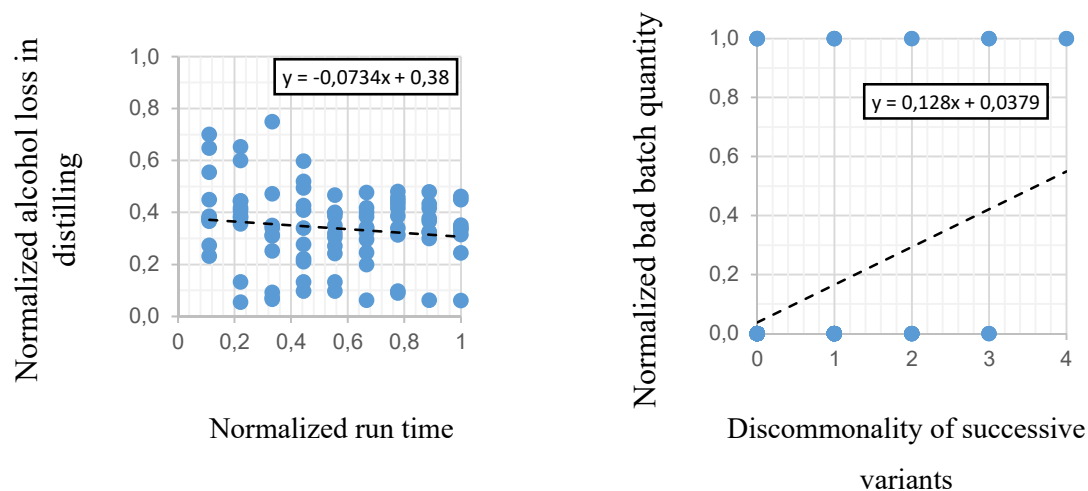 Normalized alcohol loss in
distilling
1,0
0,8
0,6
0,4
0,2
0,0
y = -0,0734x + 0,38
0 0,2 0,4 0,6 0,8 1
Normalized run time
Normalized bad batch quantity
1,0
0,8
0,6
0,4
0,2
0,0
y = 0,128x + 0,0379
0 1 2 3 4
Discommonality of successive
variants